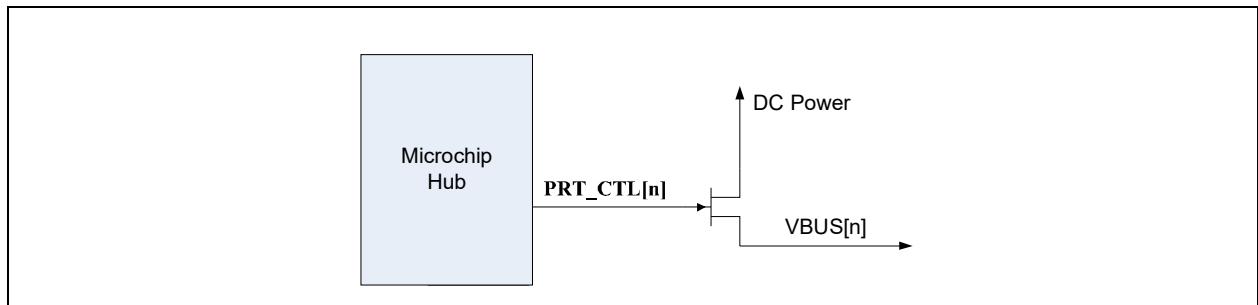 DC Power
Microchip
Hub
PRT_CTL[n]
VBUS[n]